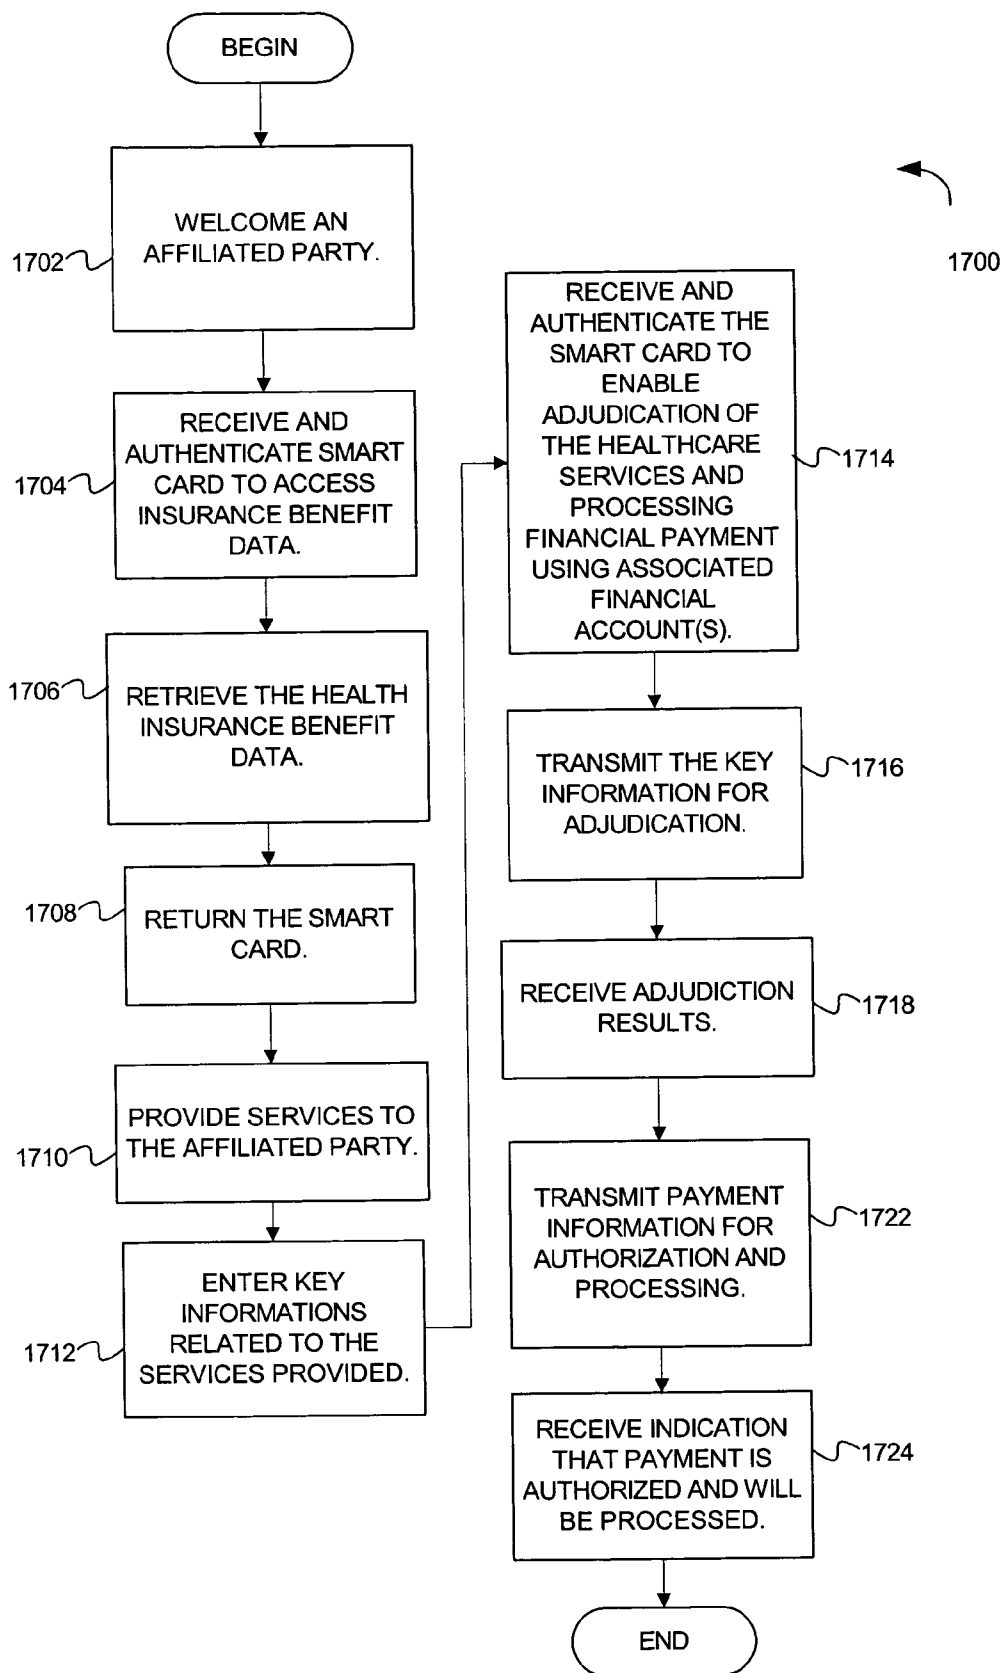 BEGIN
WELCOME AN
AFFILIATED PARTY.
1702
RECEIVE AND
AUTHENTICATE SMART
CARD TO ACCESS
INSURANCE BENEFIT
DATA.
1704
RETRIEVE THE HEALTH
INSURANCE BENEFIT
DATA.
1706
RETURN THE SMART
CARD.
1708
PROVIDE SERVICES TO
THE AFFILIATED PARTY.
1710
ENTER KEY
INFORMATIONS
RELATED TO THE
SERVICES PROVIDED.
1712
1700
RECEIVE AND
AUTHENTICATE THE
SMART CARD TO
ENABLE
ADJUDICATION OF
THE HEALTHCARE
SERVICES AND
PROCESSING
FINANCIAL PAYMENT
USING ASSOCIATED
FINANCIAL
ACCOUNT(S).
1714
TRANSMIT THE KEY
INFORMATION FOR
ADJUDICATION.
1716
RECEIVE ADJUDICTION
RESULTS.
1718
TRANSMIT PAYMENT
INFORMATION FOR
AUTHORIZATION AND
PROCESSING.
1722
RECEIVE INDICATION
THAT PAYMENT IS
AUTHORIZED AND WILL
BE PROCESSED.
1724
END